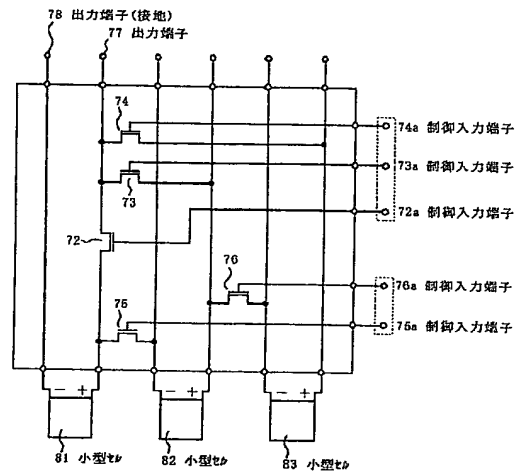 78 出力端子(接地)
77 出力端子
74
74a 制御入力端子
73a 制御入力端子
73
72a 制御入力端子
72
76
76a 制御入力端子
75
75a 制御入力端子
− + − + − +
81 小型セル 82 小型セル 83 小型セル